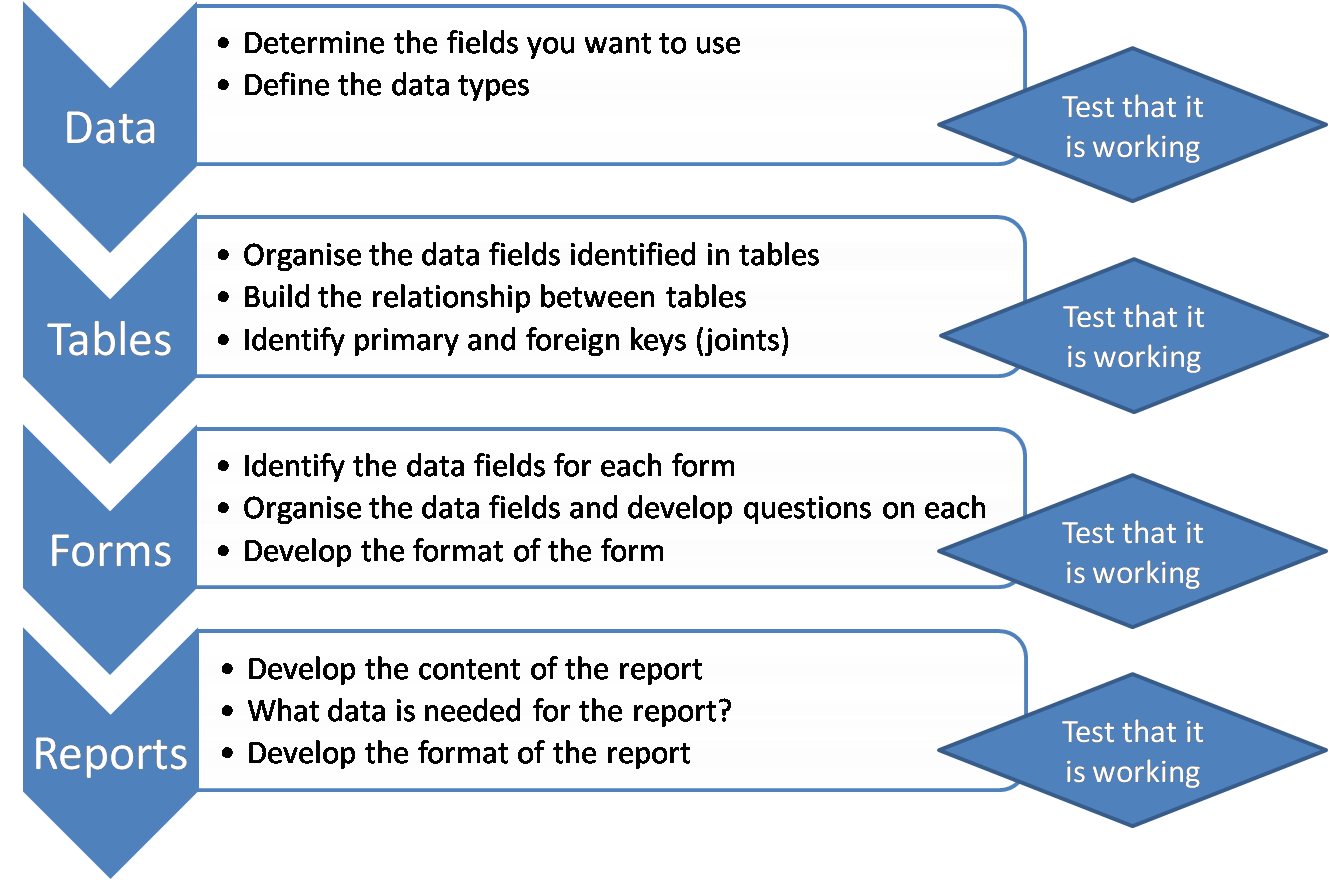 Data
• Determine the fields you want to use
• Define the data types
Test that it
is working
Tables
• Organise the data fields identified in tables
• Build the relationship between tables
• Identify primary and foreign keys (joints)
Test that it
is working
Forms
• Identify the data fields for each form
• Organise the data fields and develop questions on each
• Develop the format of the form
Test that it
is working
Reports
• Develop the content of the report
• What data is needed for the report?
• Develop the format of the report
Test that it
is working